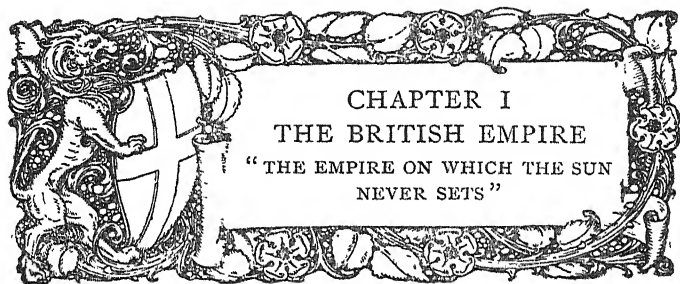 CHAPTER I
THE BRITISH EMPIRE
“THE EMPIRE ON WHICH THE SUN
NEVER SETS”